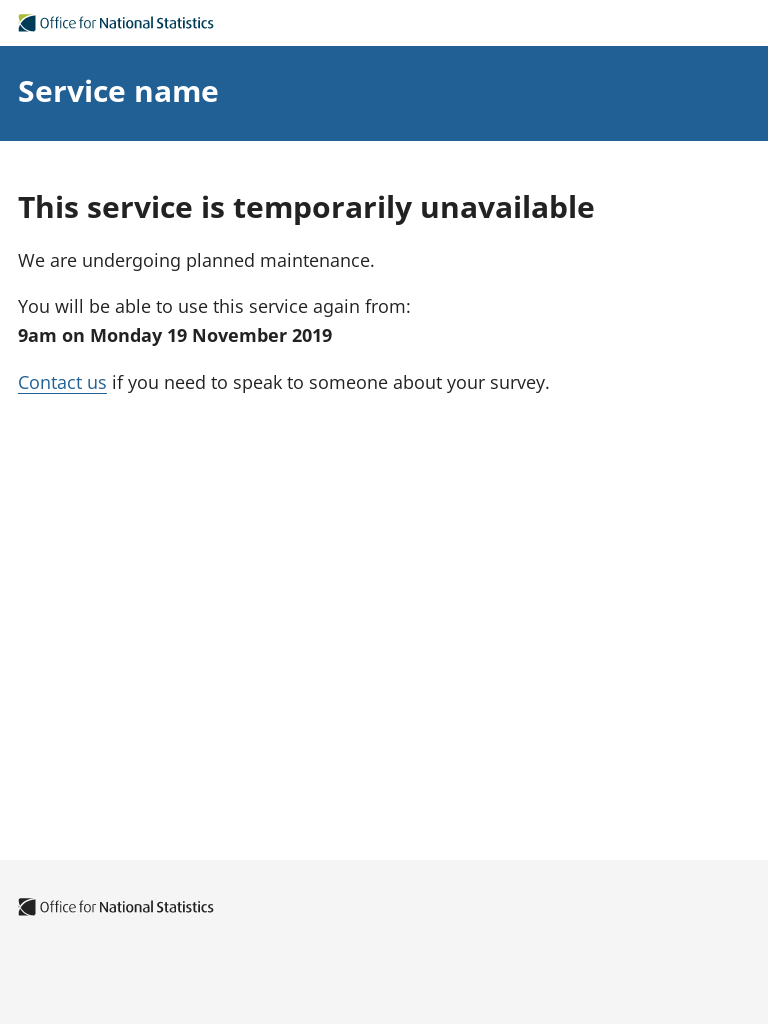 Office for National Statistics
Service name
This service is temporarily unavailable
We are undergoing planned maintenance.
You will be able to use this service again from:
9am on Monday 19 November 2019
Contact us if you need to speak to someone about your survey.
Office for National Statistics